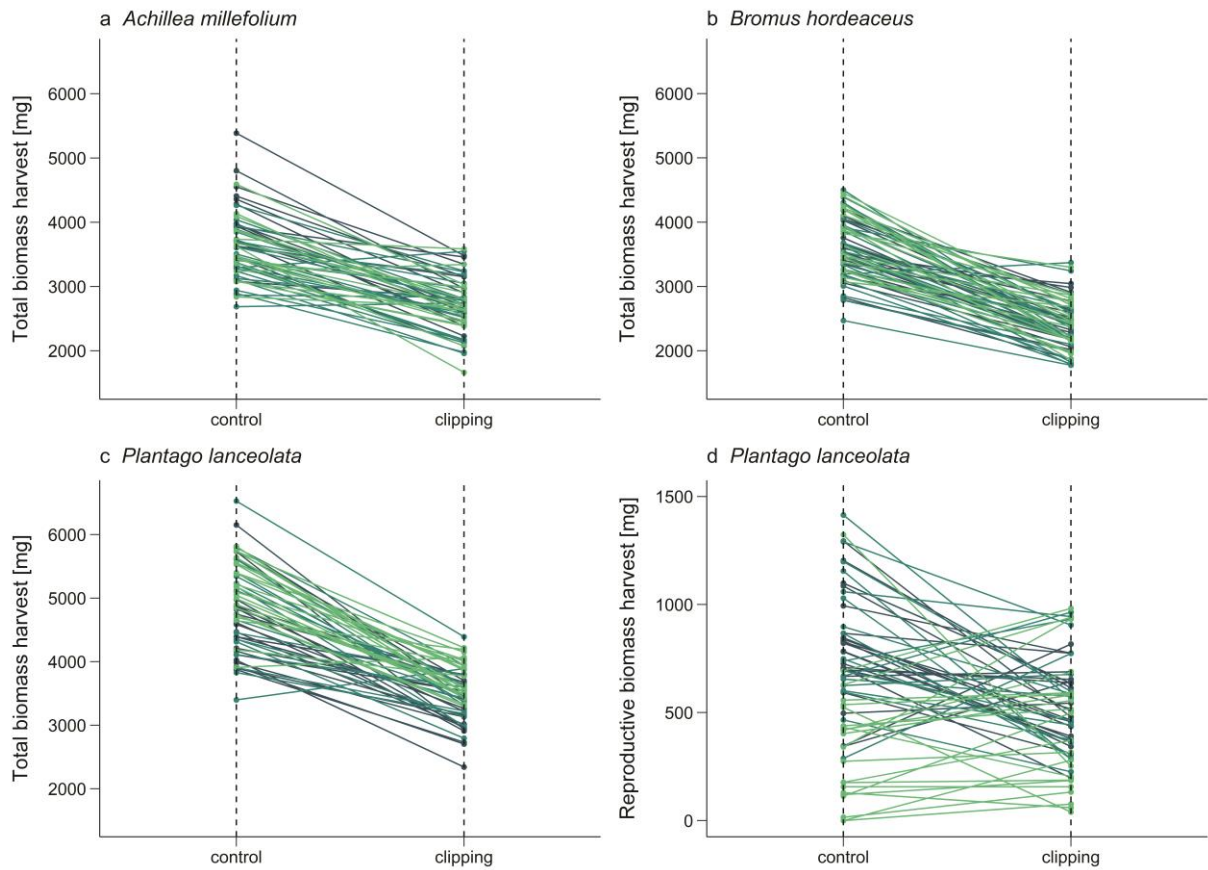 a Achillea millefolium
Total biomass harvest [mg]
6000
5000
4000
3000
2000
control
clipping
b Bromus hordeaceus
Total biomass harvest [mg]
6000
5000
4000
3000
2000
control
clipping
c Plantago lanceolata
Total biomass harvest [mg]
6000
5000
4000
3000
2000
control
clipping
d Plantago lanceolata
Reproductive biomass harvest [mg]
1500
1000
500
0
control
clipping